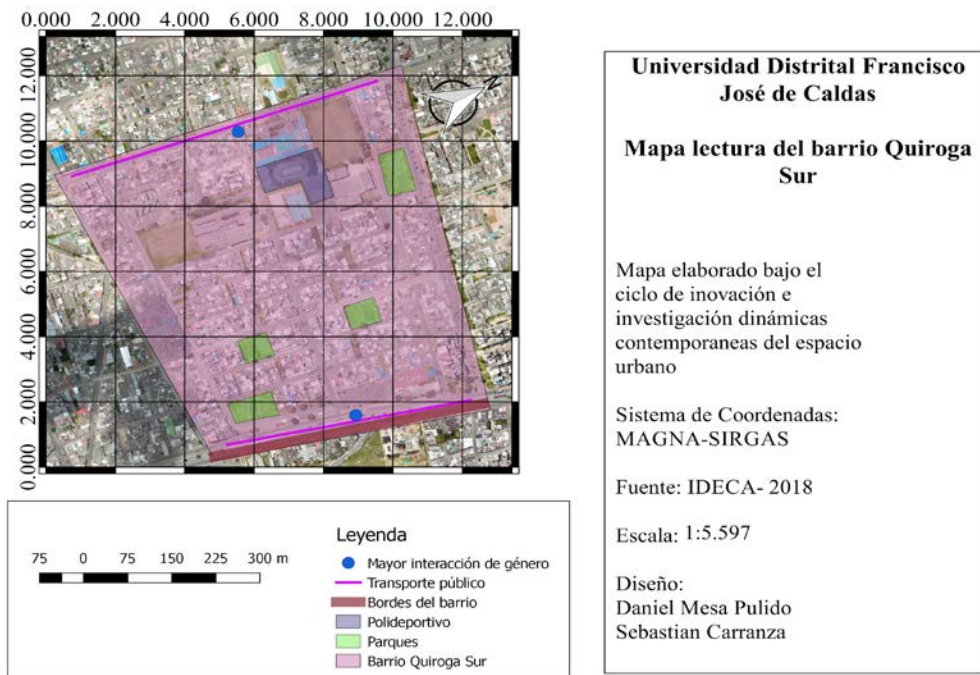 0.000 2.000 4.000 6.000 8.000 10.000 12.000
12.000
10.000
8.000
6.000
4.000
2.000
0.000
N
Universidad Distrital Francisco
José de Caldas
Mapa lectura del barrio Quiroga
Sur
Mapa elaborado bajo el
ciclo de inovación e
investigación dinámicas
contemporaneas del espacio
urbano
Sistema de Coordenadas:
MAGNA-SIRGAS
Fuente: IDECA- 2018
Escala: 1:5.597
Diseño:
Daniel Mesa Pulido
Sebastian Carranza
75 0 75 150 225 300 m
Leyenda
Mayor interacción de género
Transporte público
Bordes del barrio
Polideportivo
Parques
Barrio Quiroga Sur